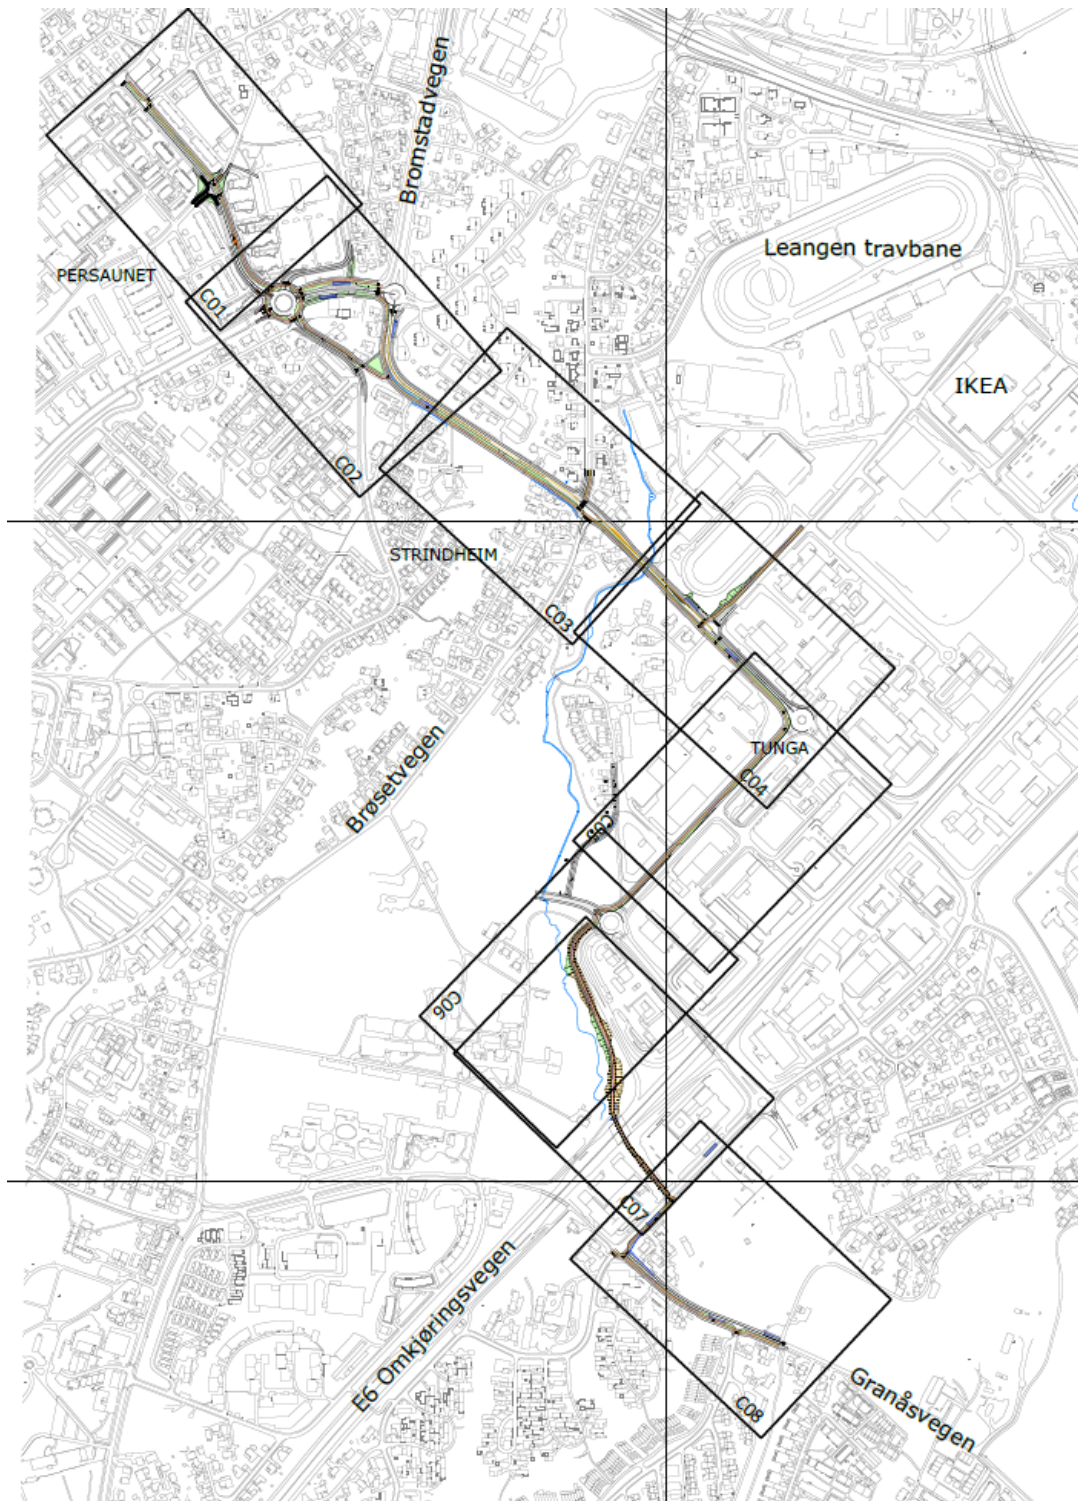 Bromstadvegen
Leangen travbane
PERSAUNET
C01
IKEA
C02
STRINDHEIM
C03
TUNGA
C04
Brøsetvegen
C05
C06
C07
E6 Omkjøringsvegen
Granåsvegen
C08